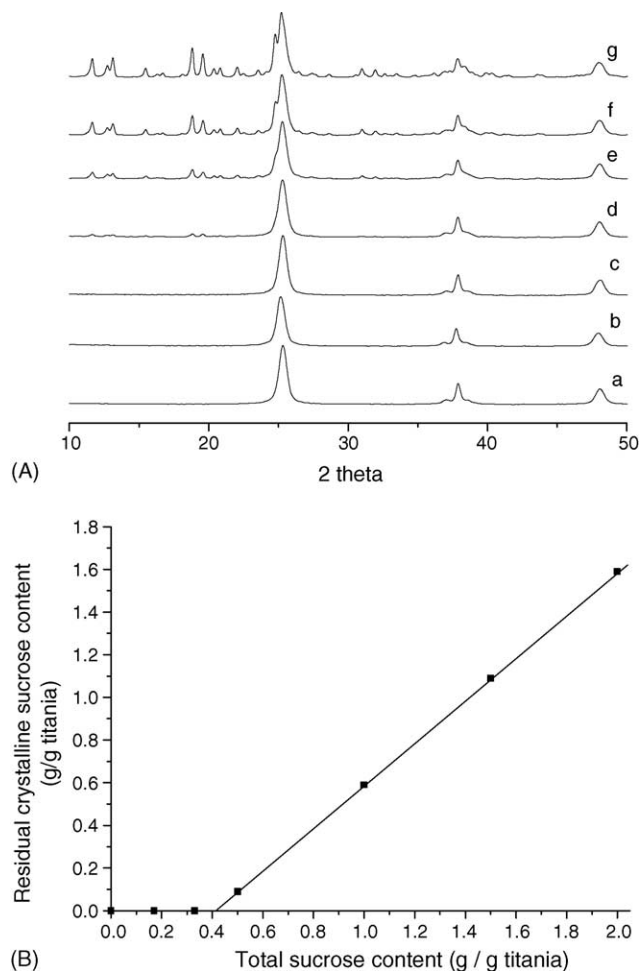 g
f
e
d
c
b
a
10 20 30 40 50
(A)
2 theta
1.8
1.6
1.4
1.2
1.0
0.8
0.6
0.4
0.2
0.0
Residual crystalline sucrose content
(g/g titania)
0.0 0.2 0.4 0.6 0.8 1.0 1.2 1.4 1.6 1.8 2.0
(B)
Total sucrose content (g / g titania)